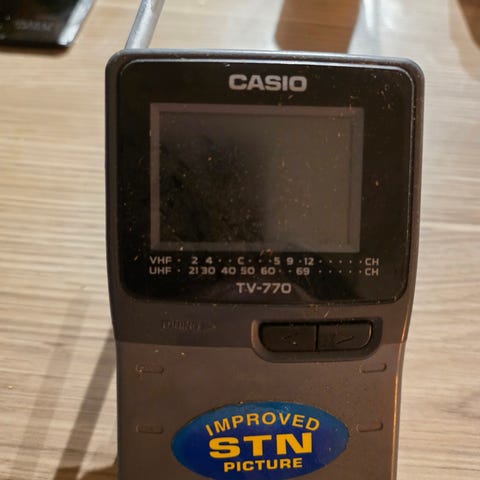 CASIO
VHF · 2 4 · · C · · · 5 9 · 12 · · · · · CH
UHF · 21 30 40 50 60 · · 69 · · · · · · CH
TV-770
TUNING
IMPROVED
STN
PICTURE